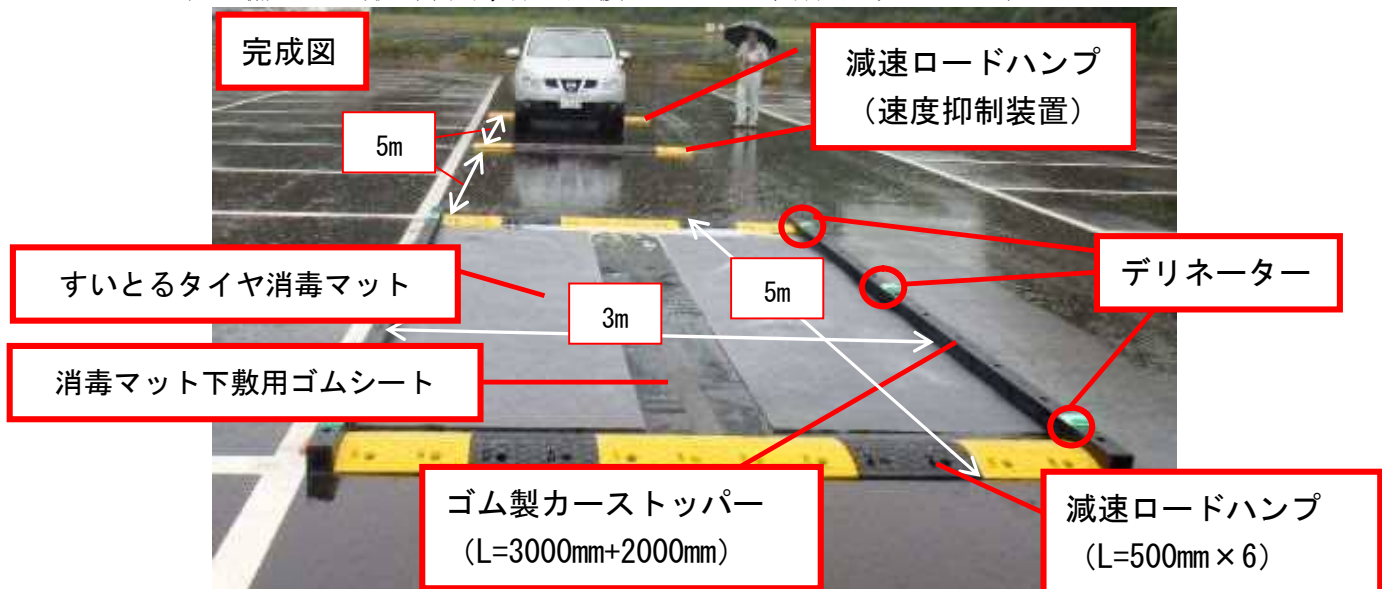 完成図
減速ロードハンプ
（速度抑制装置）
5m
すいとるタイヤ消毒マット
5m
デリネーター
3m
消毒マット下敷用ゴムシート
ゴム製カーストッパー
（L=3000mm+2000mm）
減速ロードハンプ
（L=500mm×6）